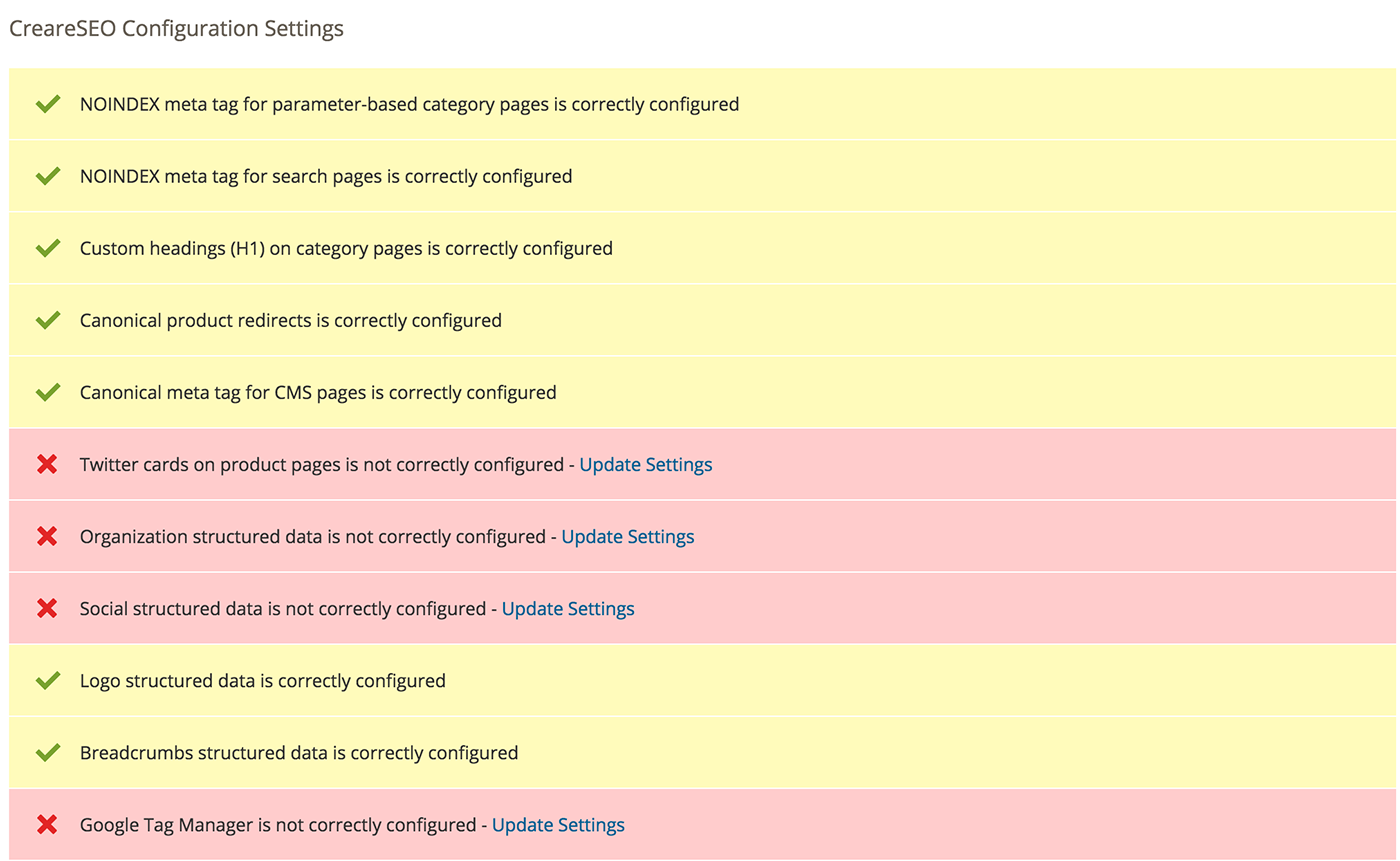 CreareSEO Configuration Settings
NOINDEX meta tag for parameter-based category pages is correctly configured
NOINDEX meta tag for search pages is correctly configured
Custom headings (H1) on category pages is correctly configured
Canonical product redirects is correctly configured
Canonical meta tag for CMS pages is correctly configured
Twitter cards on product pages is not correctly configured - Update Settings
Organization structured data is not correctly configured - Update Settings
Social structured data is not correctly configured - Update Settings
Logo structured data is correctly configured
Breadcrumbs structured data is correctly configured
Google Tag Manager is not correctly configured - Update Settings